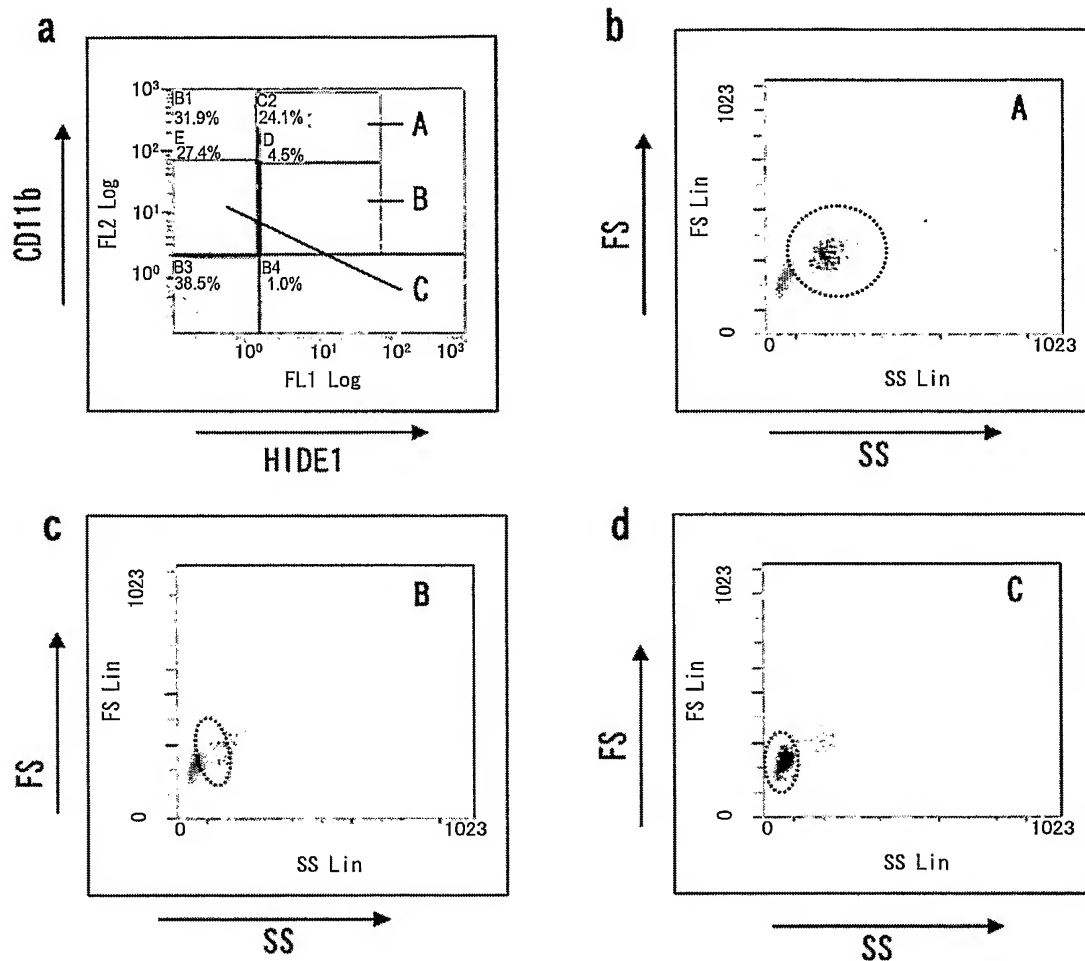 a
CD11b
FL2 Log
10³
10²
10¹
10⁰
B1
31.9%
C2
24.1%
E
27.4%
D
4.5%
B3
38.5%
B4
1.0%
A
B
C
10⁰ 10¹ 10² 10³
FL1 Log
HIDE1
b
FS
FS Lin
1023
0
A
0 1023
SS Lin
SS
c
FS
FS Lin
1023
0
B
0 1023
SS Lin
SS
d
FS
FS Lin
1023
0
C
0 1023
SS Lin
SS